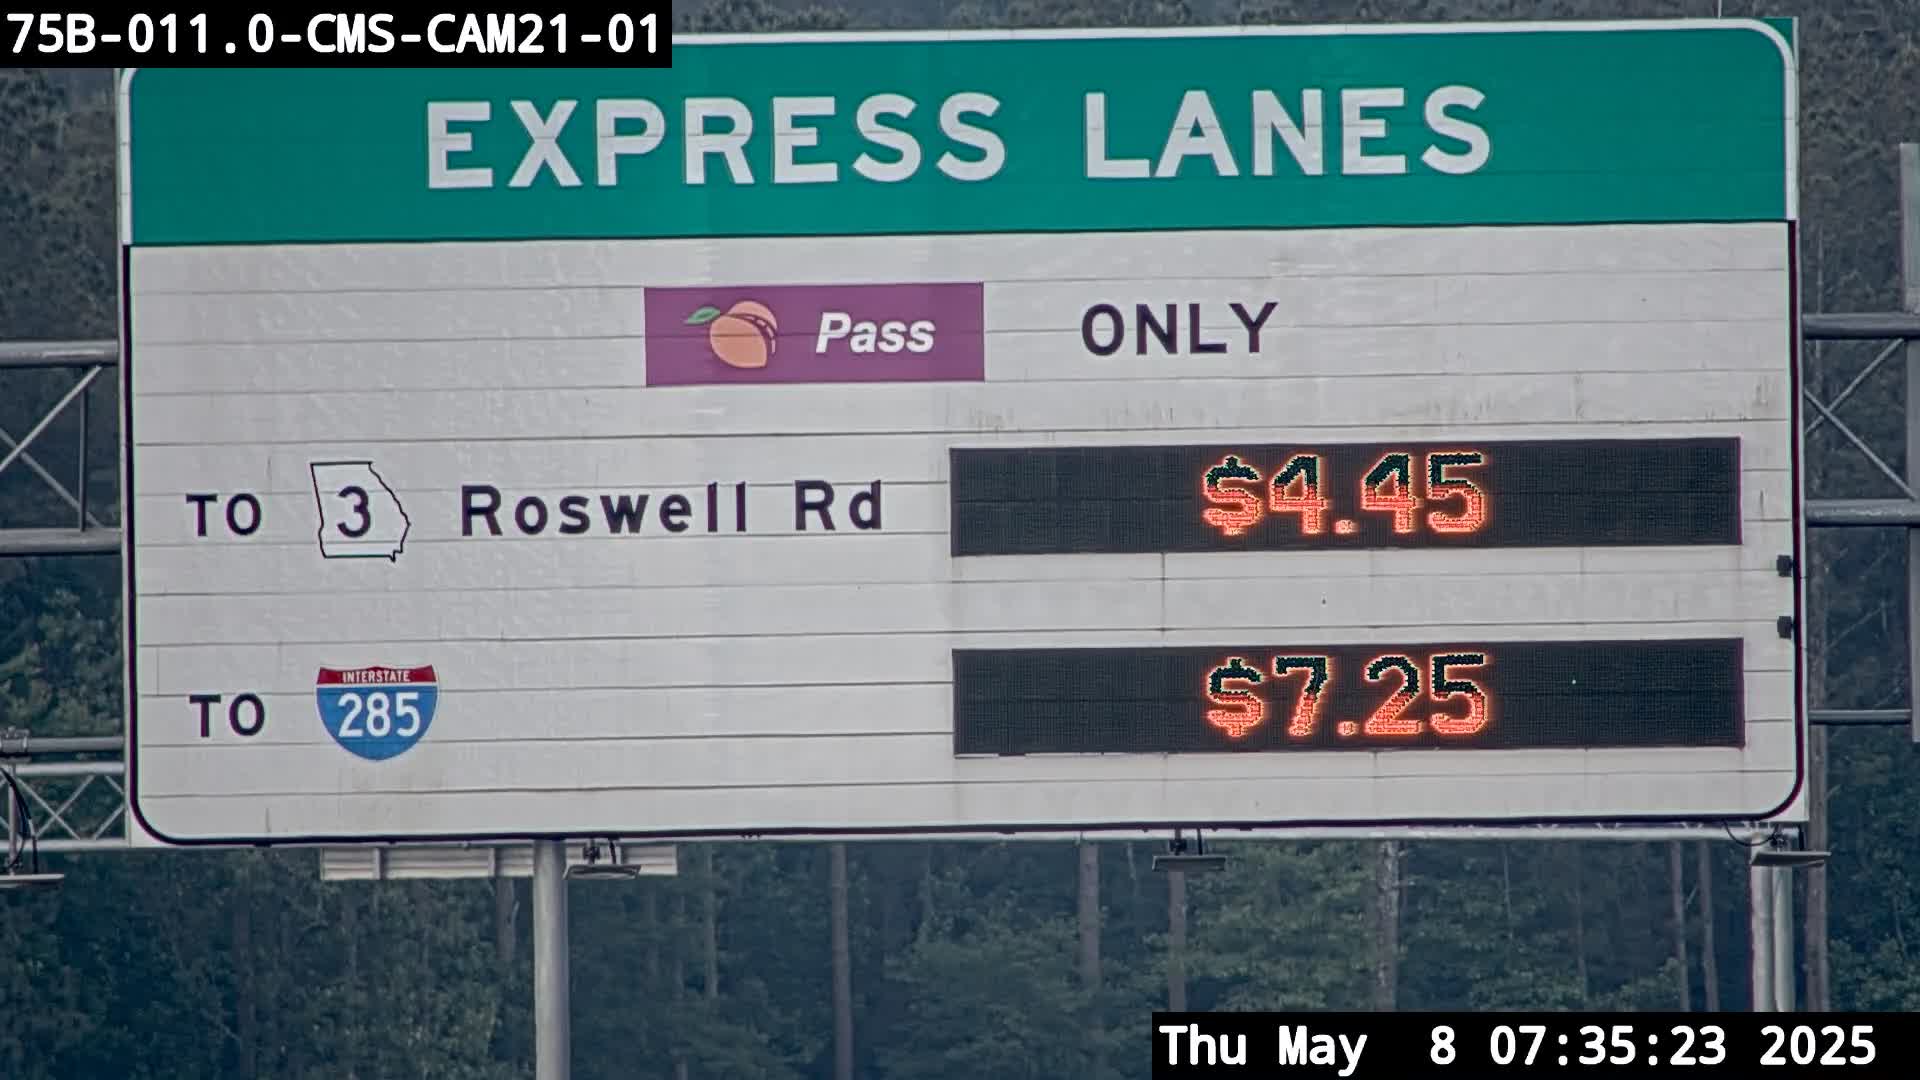 75B-011.0-CMS-CAM21-01
EXPRESS LANES
Pass ONLY
TO 3 Roswell Rd $4.45
TO INTERSTATE 285 $7.25
Thu May 8 07:35:23 2025